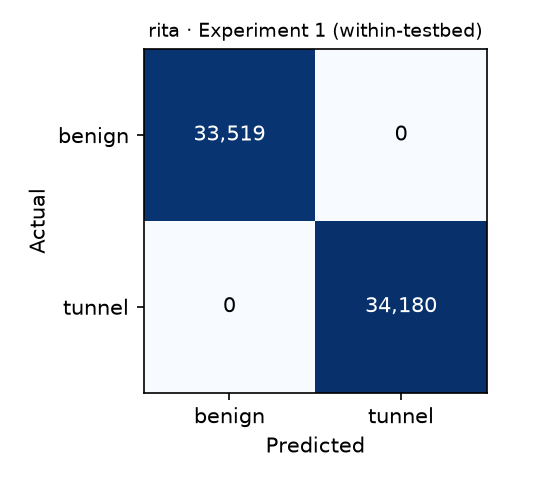 rita · Experiment 1 (within-testbed)
Actual
benign
33,519
0
tunnel
0
34,180
benign
tunnel
Predicted